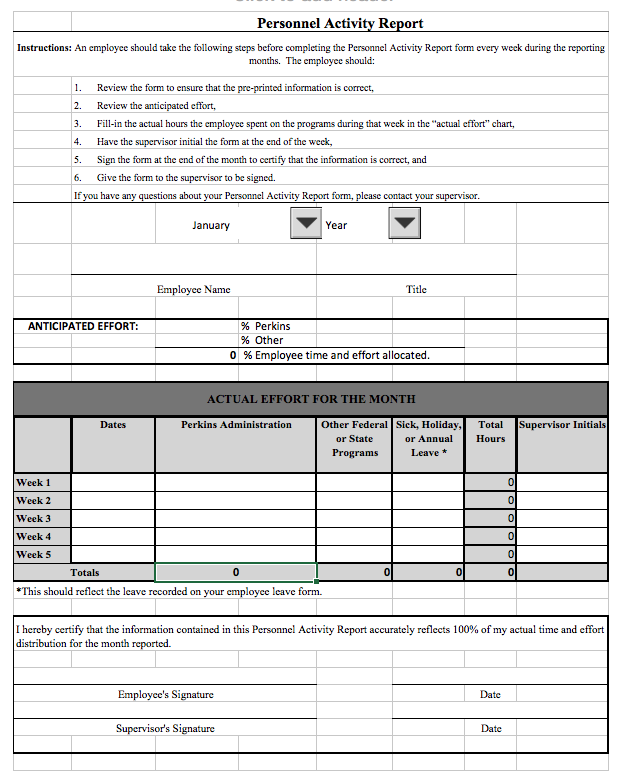 Personnel Activity Report
Instructions: An employee should take the following steps before completing the Personnel Activity Report form every week during the reporting
months. The employee should:
1. Review the form to ensure that the pre-printed information is correct,
2. Review the anticipated effort,
3. Fill-in the actual hours the employee spent on the programs during that week in the "actual effort" chart,
4. Have the supervisor initial the form at the end of the week,
5. Sign the form at the end of the month to certify that the information is correct, and
6. Give the form to the supervisor to be signed.
If you have any questions about your Personnel Activity Report form, please contact your supervisor.
January Year
Employee Name Title
ANTICIPATED EFFORT: % Perkins
% Other
0 % Employee time and effort allocated.
ACTUAL EFFORT FOR THE MONTH
Dates Perkins Administration Other Federal Sick, Holiday, Total Supervisor Initials
or State or Annual Hours
Programs Leave *
Week 1 0
Week 2 0
Week 3 0
Week 4 0
Week 5 0
Totals 0 0 0 0
*This should reflect the leave recorded on your employee leave form.
I hereby certify that the information contained in this Personnel Activity Report accurately reflects 100% of my actual time and effort
distribution for the month reported.
Employee's Signature Date
Supervisor's Signature Date